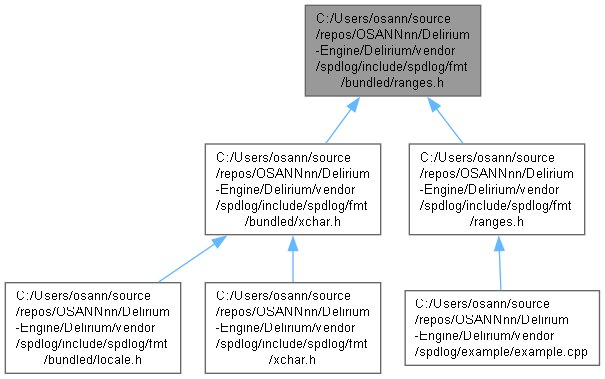 C:/Users/osann/source
/repos/OSANNnn/Delirium
-Engine/Delirium/vendor
/spdlog/include/spdlog/fmt
/bundled/ranges.h
C:/Users/osann/source
/repos/OSANNnn/Delirium
-Engine/Delirium/vendor
/spdlog/include/spdlog/fmt
/bundled/xchar.h
C:/Users/osann/source
/repos/OSANNnn/Delirium
-Engine/Delirium/vendor
/spdlog/include/spdlog/fmt
/ranges.h
C:/Users/osann/source
/repos/OSANNnn/Delirium
-Engine/Delirium/vendor
/spdlog/include/spdlog/fmt
/bundled/locale.h
C:/Users/osann/source
/repos/OSANNnn/Delirium
-Engine/Delirium/vendor
/spdlog/include/spdlog/fmt
/xchar.h
C:/Users/osann/source
/repos/OSANNnn/Delirium
-Engine/Delirium/vendor
/spdlog/example/example.cpp